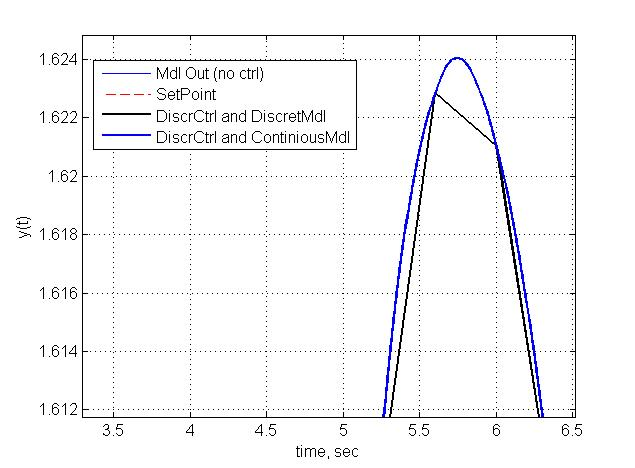 1.624
1.622
1.62
1.618
1.616
1.614
1.612
y(t)
Mdl Out (no ctrl)
SetPoint
DiscrCtrl and DiscretMdl
DiscrCtrl and ContiniousMdl
3.5 4 4.5 5 5.5 6 6.5
time, sec